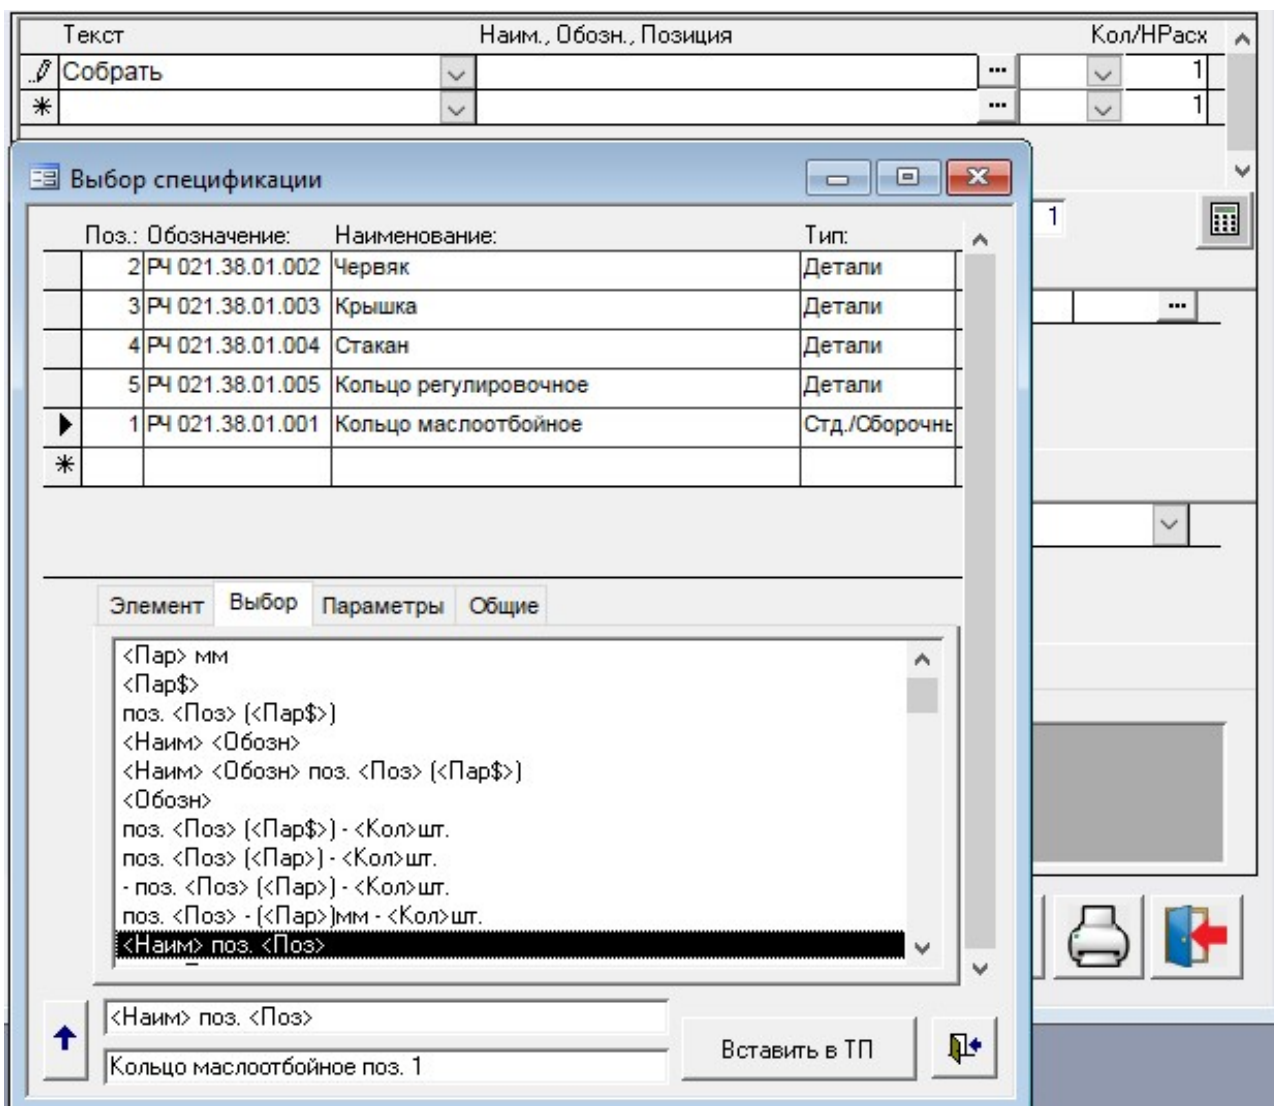 Текст Наим., Обозн., Позиция Кол/НРасх
Собрать ... 1
... 1
Выбор спецификации
1
Поз.: Обозначение: Наименование: Тип:
2 РЧ 021.38.01.002 Червяк Детали
3 РЧ 021.38.01.003 Крышка Детали
...
4 РЧ 021.38.01.004 Стакан Детали
5 РЧ 021.38.01.005 Кольцо регулировочное Детали
1 РЧ 021.38.01.001 Кольцо маслоотбойное Стд./Сборочнь
Элемент Выбор Параметры Общие
<Пар> мм
<Пар$>
поз. <Поз> (<Пар$>)
<Наим> <Обозн>
<Наим> <Обозн> поз. <Поз> (<Пар$>)
<Обозн>
поз. <Поз> (<Пар$>) - <Кол>шт.
поз. <Поз> (<Пар>) - <Кол>шт.
- поз. <Поз> (<Пар>) - <Кол>шт.
поз. <Поз> - (<Пар>)мм - <Кол>шт.
<Наим> поз. <Поз>
<Наим> поз. <Поз>
Вставить в ТП
Кольцо маслоотбойное поз. 1